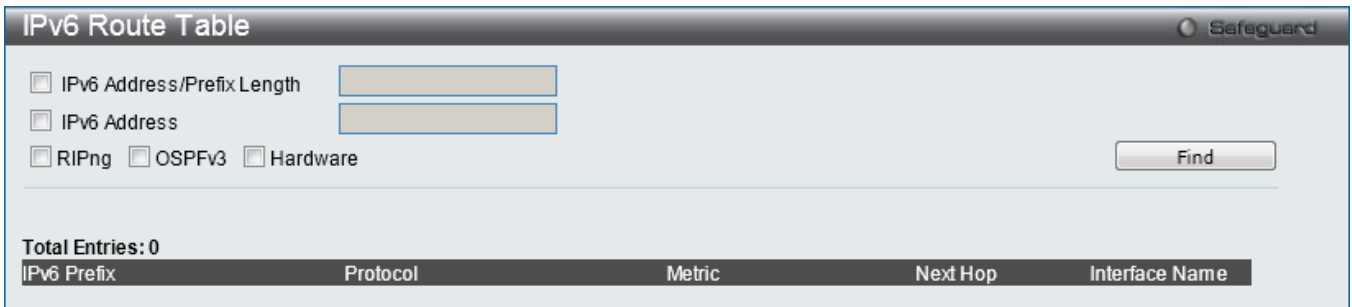 IPv6 Route Table
Safeguard
IPv6 Address/Prefix Length
IPv6 Address
RIPng OSPFv3 Hardware
Find
Total Entries: 0
IPv6 Prefix Protocol Metric Next Hop Interface Name